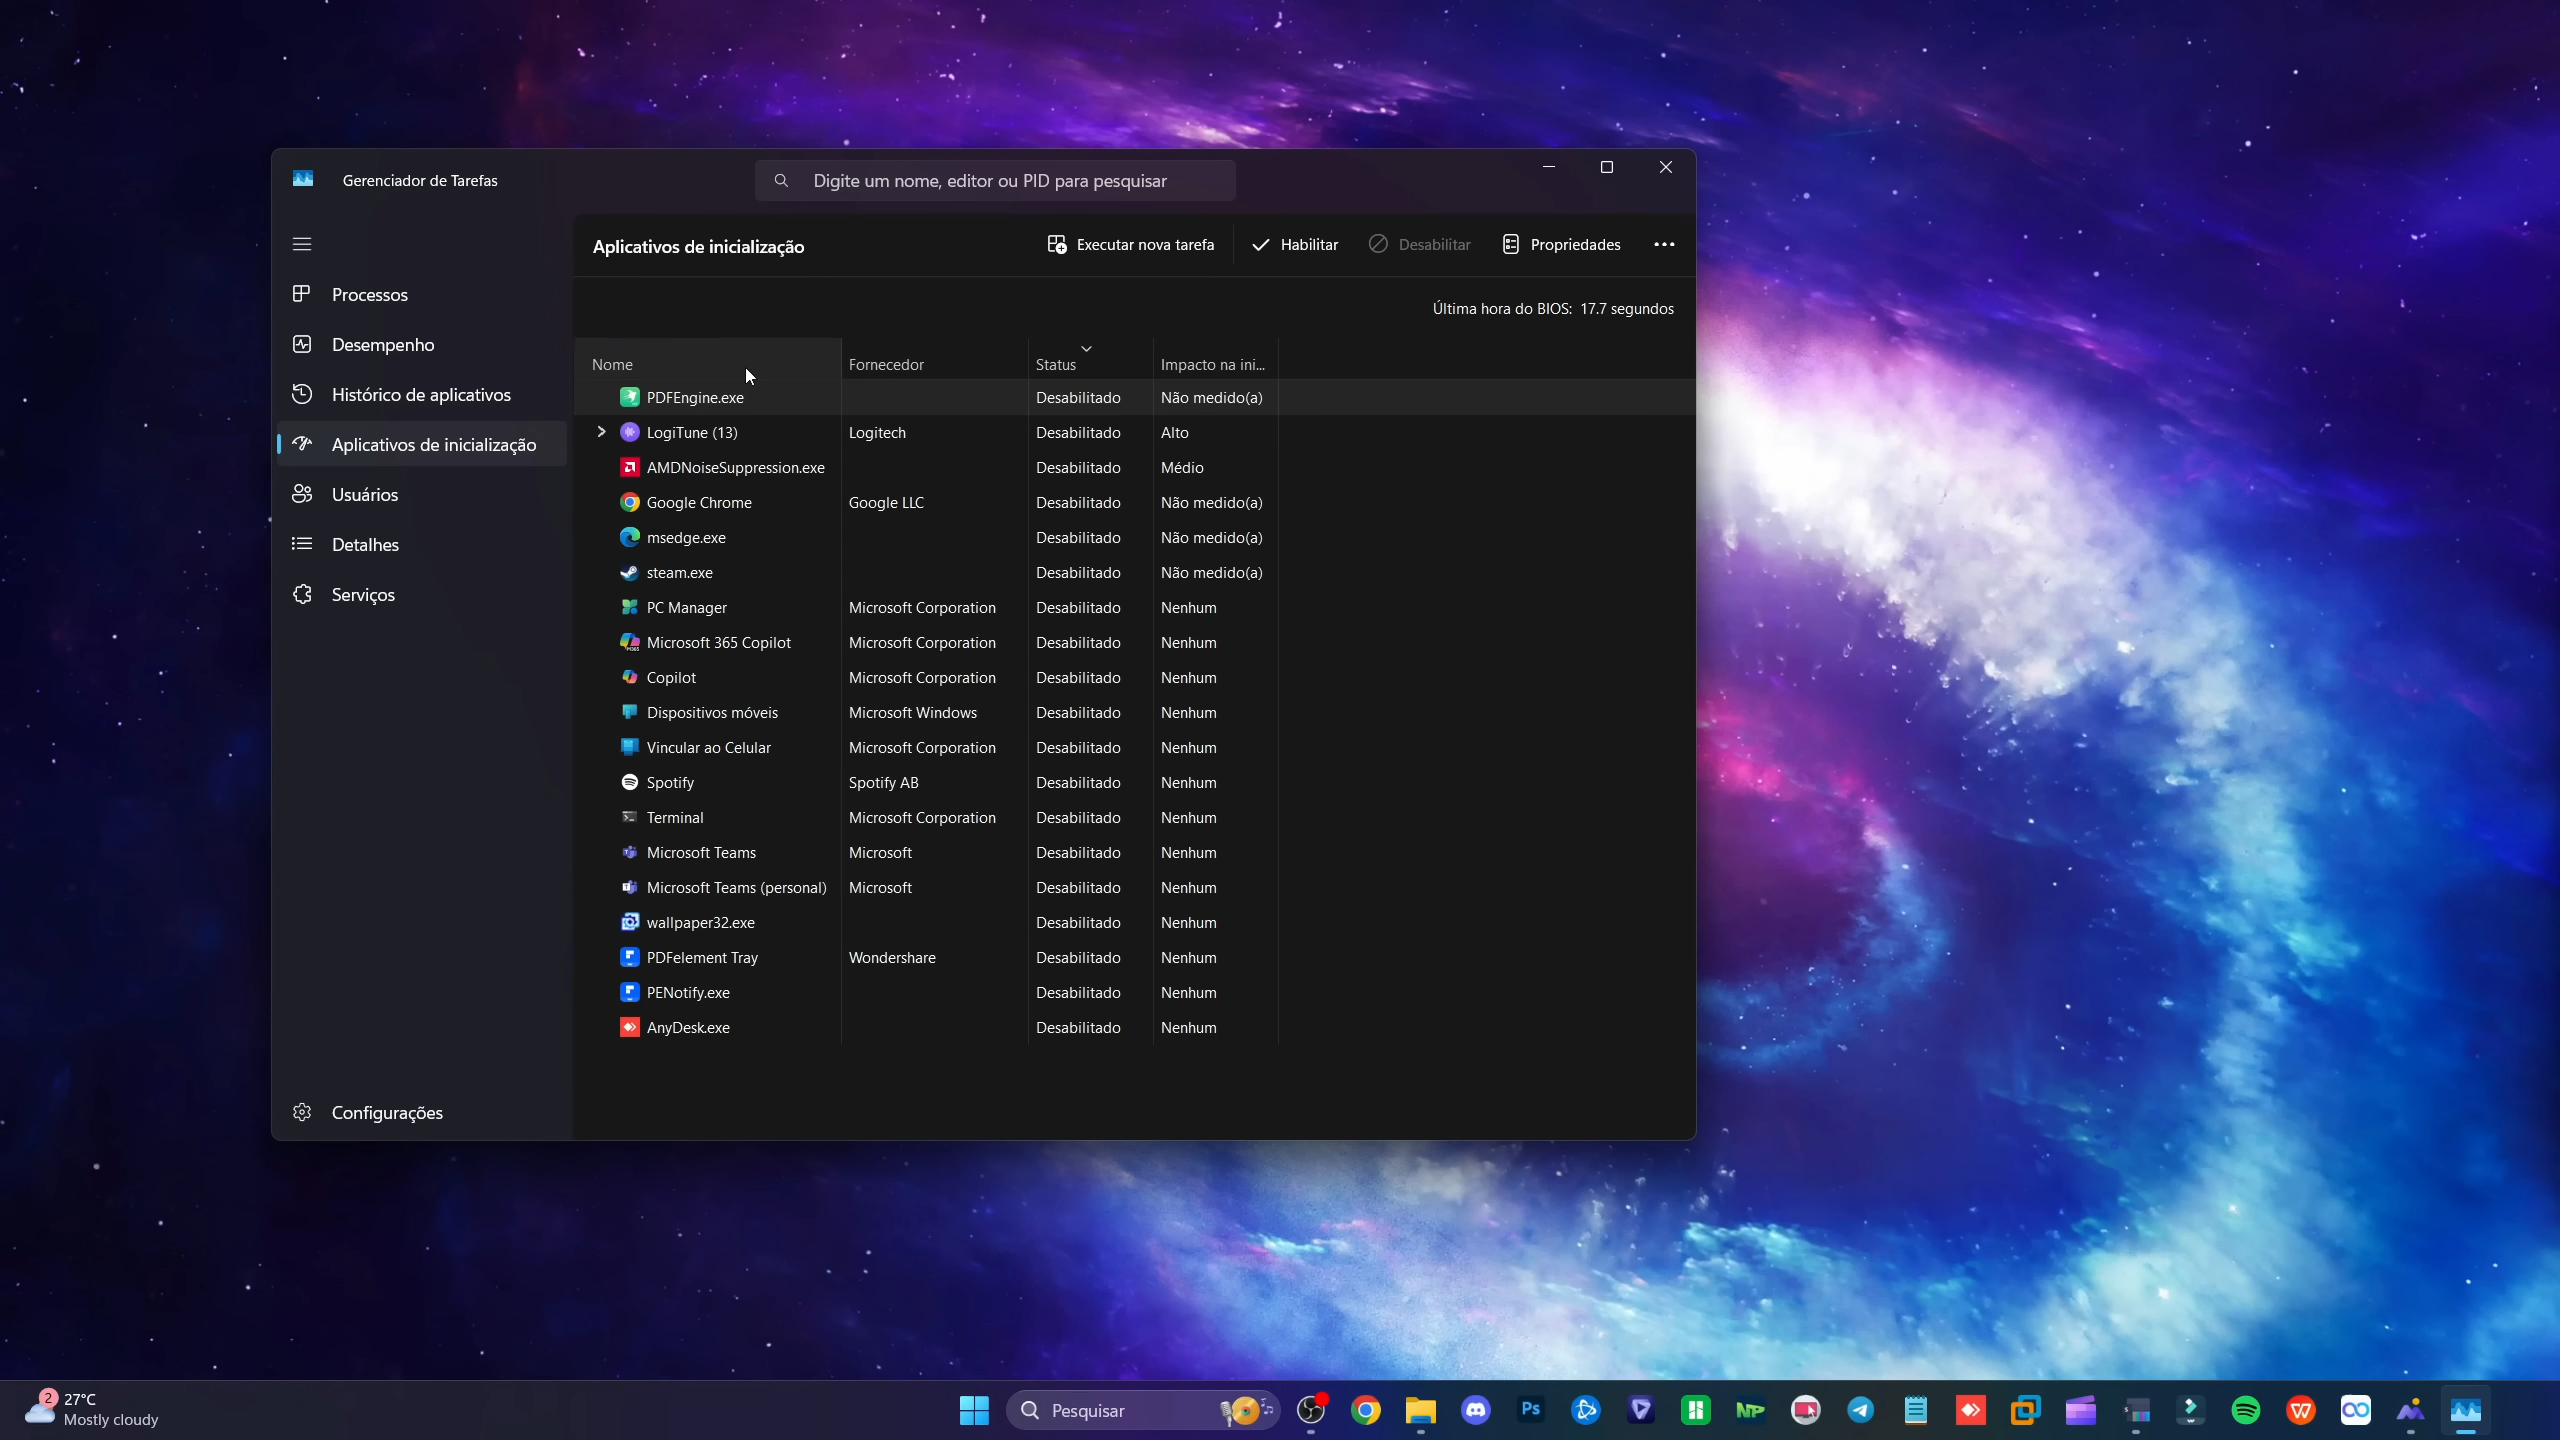 Gerenciador de Tarefas
Digite um nome, editor ou PID para pesquisar
Aplicativos de inicialização
Executar nova tarefa
Habilitar
Desabilitar
Propriedades
Processos
Desempenho
Histórico de aplicativos
Aplicativos de inicialização
Usuários
Detalhes
Serviços
Configurações
Última hora do BIOS: 17.7 segundos
Nome Fornecedor Status Impacto na ini...
PDFEngine.exe Desabilitado Não medido(a)
LogiTune (13) Logitech Desabilitado Alto
AMDNoiseSuppression.exe Desabilitado Médio
Google Chrome Google LLC Desabilitado Não medido(a)
msedge.exe Desabilitado Não medido(a)
steam.exe Desabilitado Não medido(a)
PC Manager Microsoft Corporation Desabilitado Nenhum
Microsoft 365 Copilot Microsoft Corporation Desabilitado Nenhum
Copilot Microsoft Corporation Desabilitado Nenhum
Dispositivos móveis Microsoft Windows Desabilitado Nenhum
Vincular ao Celular Microsoft Corporation Desabilitado Nenhum
Spotify Spotify AB Desabilitado Nenhum
Terminal Microsoft Corporation Desabilitado Nenhum
Microsoft Teams Microsoft Desabilitado Nenhum
Microsoft Teams (personal) Microsoft Desabilitado Nenhum
wallpaper32.exe Desabilitado Nenhum
PDFelement Tray Wondershare Desabilitado Nenhum
PENotify.exe Desabilitado Nenhum
AnyDesk.exe Desabilitado Nenhum
2
27°C
Mostly cloudy
Pesquisar
Ps
NP